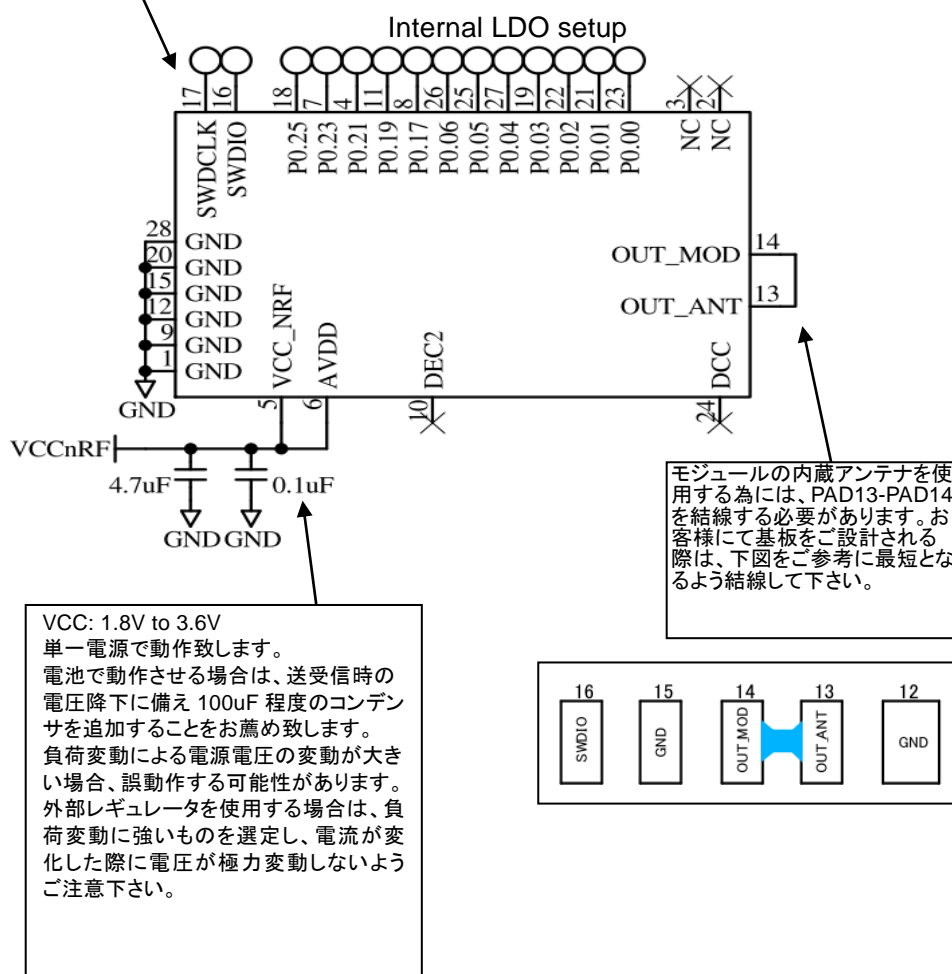 Internal LDO setup
17 16 18 7 4 11 8 26 25 27 19 22 21 23 3 2
SWDCLK SWDIO P0.25 P0.23 P0.21 P0.19 P0.17 P0.06 P0.05 P0.04 P0.03 P0.02 P0.01 P0.00 NC NC
28 GND
20 GND
15 GND
12 GND
9 GND
1 GND
OUT_MOD 14
OUT_ANT 13
VCC_NRF AVDD DEC2 DCC
5 6 10 24
GND
VCCnRF
4.7uF 0.1uF
GND GND
モジュールの内蔵アンテナを使
用する為には、PAD13-PAD14
を結線する必要があります。お
客様にて基板をご設計される
際は、下図をご参考に最短とな
るよう結線して下さい。
VCC: 1.8V to 3.6V
単一電源で動作致します。
電池で動作させる場合は、送受信時の
電圧降下に備え 100uF 程度のコンデン
サを追加することをお薦め致します。
負荷変動による電源電圧の変動が大き
い場合、誤動作する可能性があります。
外部レギュレータを使用する場合は、負
荷変動に強いものを選定し、電流が変
化した際に電圧が極力変動しないよう
ご注意下さい。
16 15 14 13 12
SWDIO GND OUT_MOD OUT_ANT GND